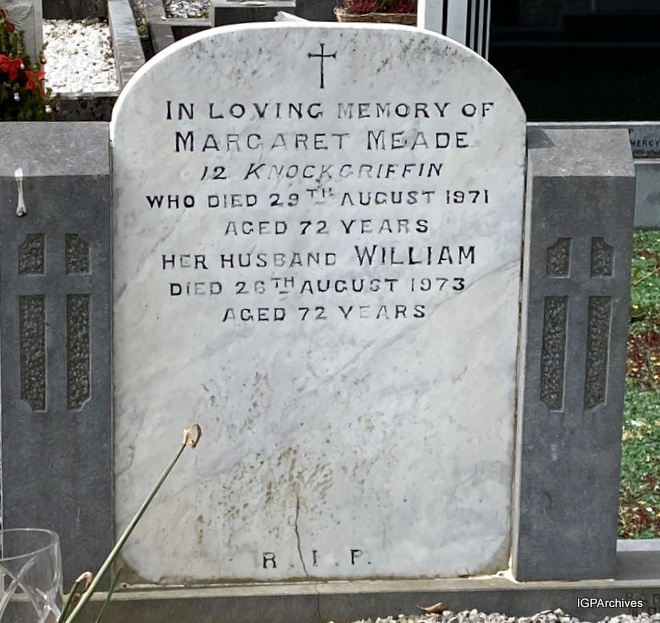 IN LOVING MEMORY OF
MARGARET MEADE
12 KNOCKGRIFFIN
WHO DIED 29TH AUGUST 1971
AGED 72 YEARS
HER HUSBAND WILLIAM
DIED 26TH AUGUST 1973
AGED 72 YEARS
R. I. P.
MERCY
IGPArchives